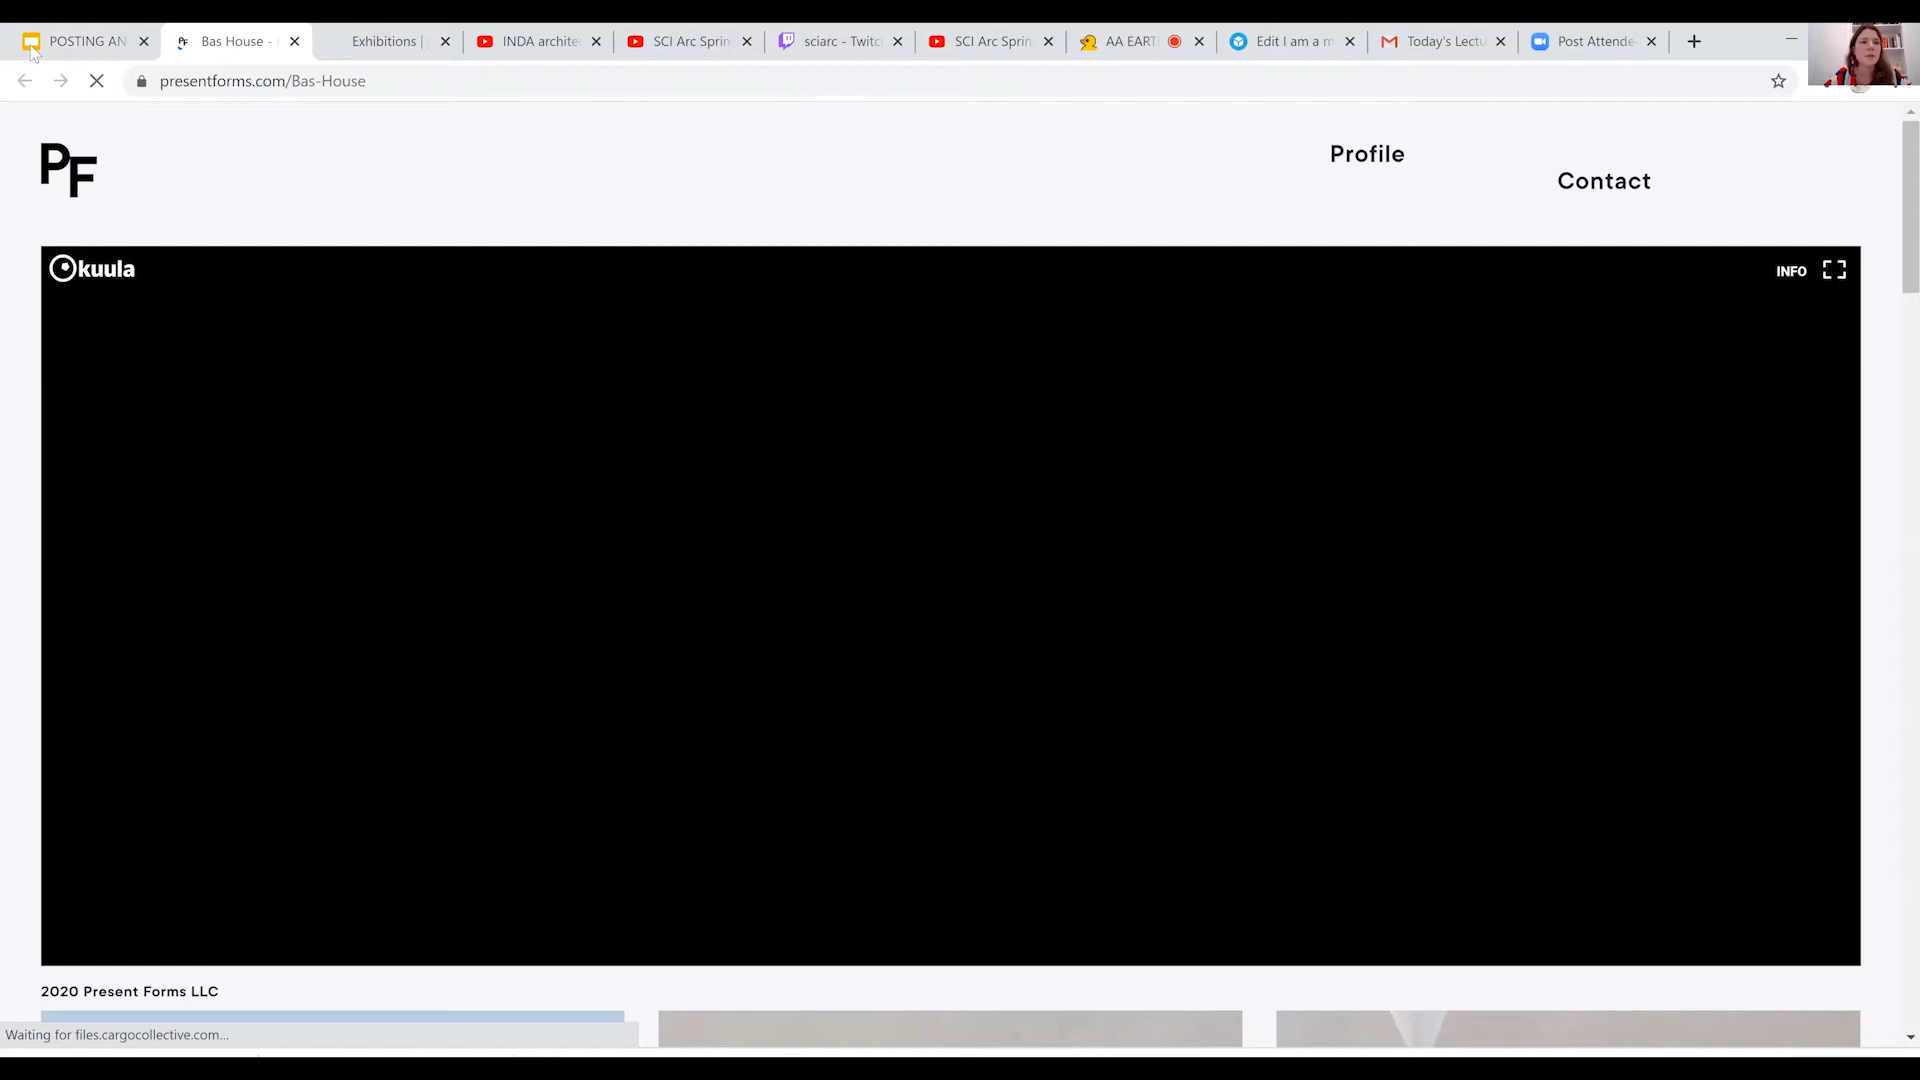 POSTING AN
Bas House -
Exhibitions |
INDA archite
SCI Arc Sprin
sciarc - Twitc
SCI Arc Sprin
AA EART
Edit I am a m
Today's Lectu
Post Attende
presentforms.com/Bas-House
PF
Profile
Contact
kuula
INFO
2020 Present Forms LLC
Waiting for files.cargocollective.com...